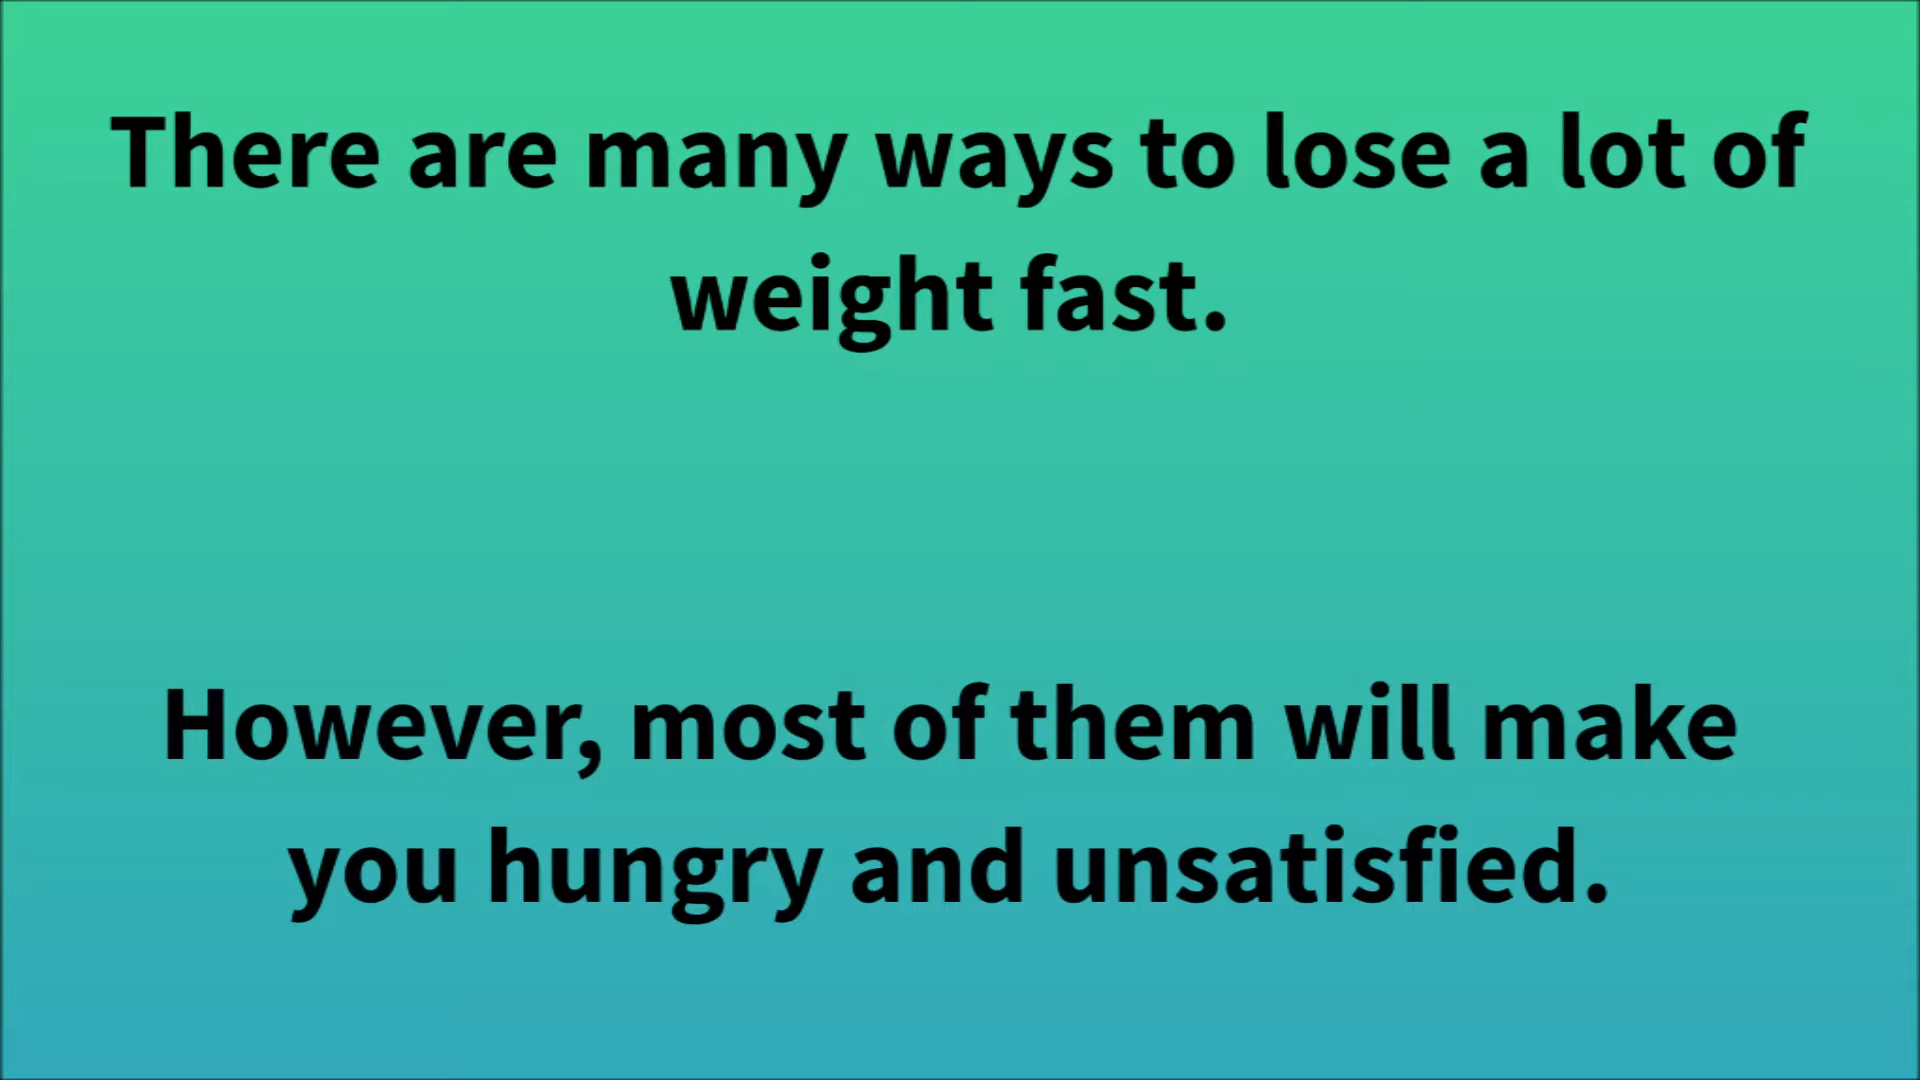 There are many ways to lose a lot of
weight fast.
However, most of them will make
you hungry and unsatisfied.